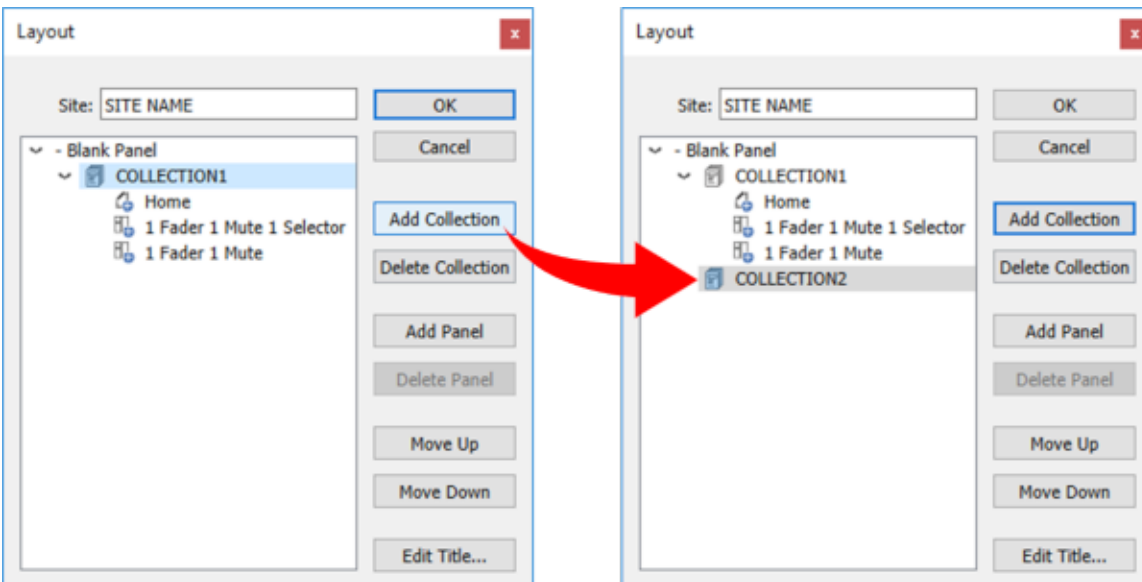 Layout
x
Site: SITE NAME
OK
- Blank Panel
Cancel
COLLECTION1
Home
1 Fader 1 Mute 1 Selector
1 Fader 1 Mute
Add Collection
Delete Collection
Add Panel
Delete Panel
Move Up
Move Down
Edit Title...
Layout
x
Site: SITE NAME
OK
- Blank Panel
Cancel
COLLECTION1
Home
1 Fader 1 Mute 1 Selector
1 Fader 1 Mute
COLLECTION2
Add Collection
Delete Collection
Add Panel
Delete Panel
Move Up
Move Down
Edit Title...